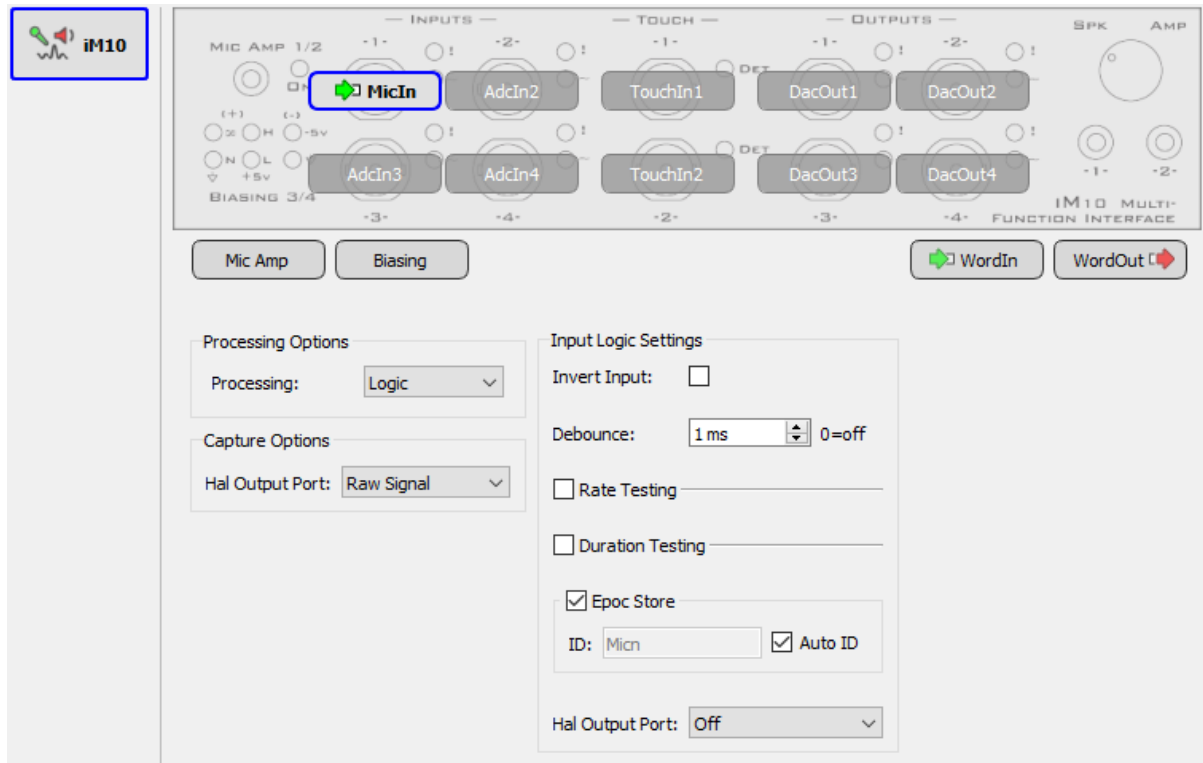 iM10
INPUTS
TOUCH
OUTPUTS
SPK AMP
MIC AMP 1/2
-1- -2- -1- -1- -2-
! ! DET ! !
MicIn AdcIn2 TouchIn1 DacOut1 DacOut2
(+) (-)
H -5v ! ! DET ! !
N L
+5v
AdcIn3 AdcIn4 TouchIn2 DacOut3 DacOut4
-1- -2-
BIASING 3/4
-3- -4- -2- -3- -4-
IM10 MULTI-
FUNCTION INTERFACE
Mic Amp Biasing WordIn WordOut
Processing Options
Processing: Logic
Capture Options
Hal Output Port: Raw Signal
Input Logic Settings
Invert Input:
Debounce: 1 ms 0=off
Rate Testing
Duration Testing
Epoc Store
ID: Micn Auto ID
Hal Output Port: Off